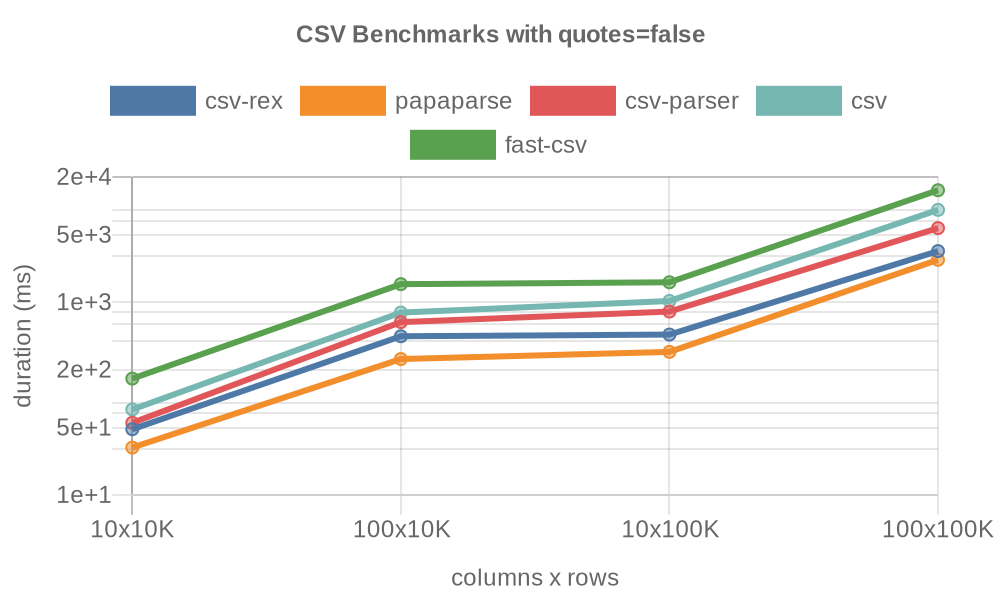 CSV Benchmarks with quotes=false
csv-rex papaparse csv-parser csv
fast-csv
2e+4
5e+3
1e+3
2e+2
5e+1
1e+1
duration (ms)
10x10K 100x10K 10x100K 100x100K
columns x rows